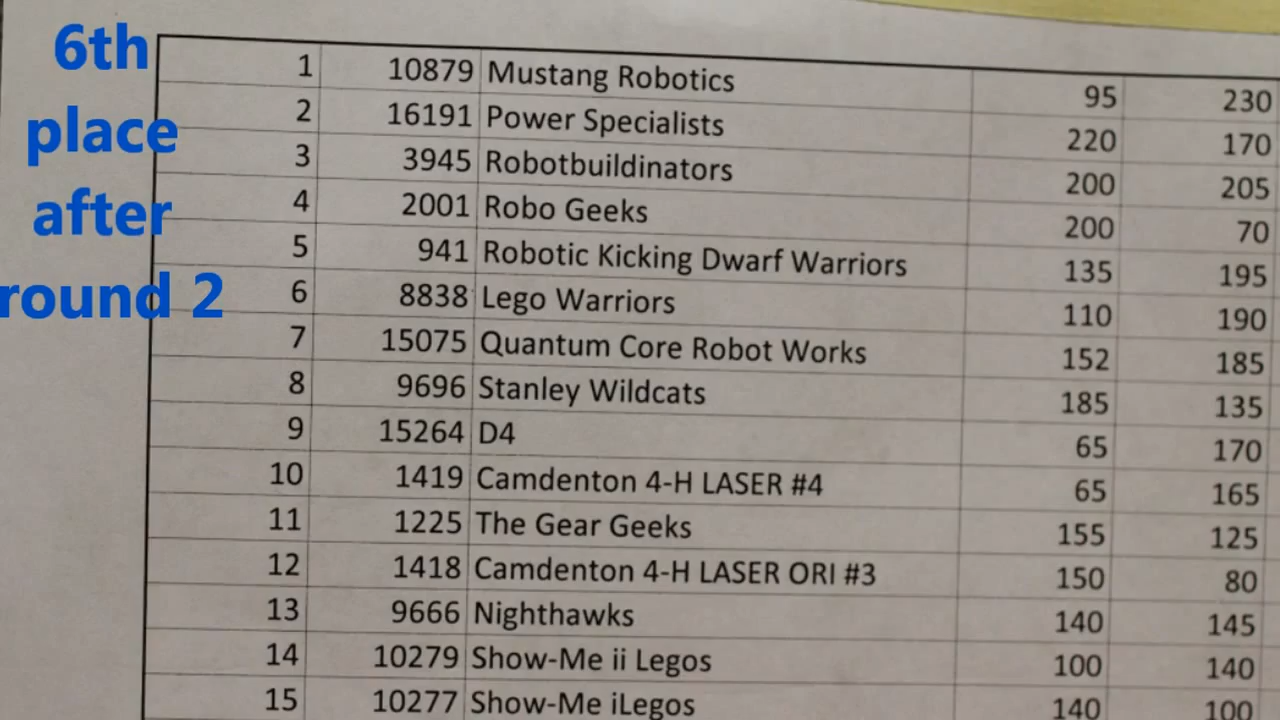 6th
place
after
round 2
1 10879 Mustang Robotics 95 230
2 16191 Power Specialists 220 170
3 3945 Robotbuildinators 200 205
4 2001 Robo Geeks 200 70
5 941 Robotic Kicking Dwarf Warriors 135 195
6 8838 Lego Warriors 110 190
7 15075 Quantum Core Robot Works 152 185
8 9696 Stanley Wildcats 185 135
9 15264 D4 65 170
10 1419 Camdenton 4-H LASER #4 65 165
11 1225 The Gear Geeks 155 125
12 1418 Camdenton 4-H LASER ORI #3 150 80
13 9666 Nighthawks 140 145
14 10279 Show-Me ii Legos 100 140
15 10277 Show-Me iLegos 140 100